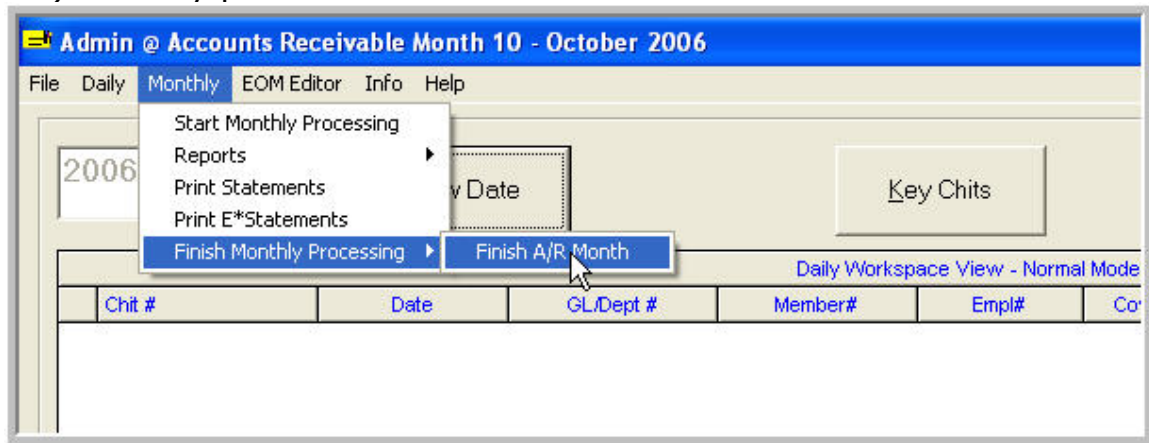 Admin @ Accounts Receivable Month 10 - October 2006
File Daily Monthly EOM Editor Info Help
Start Monthly Processing
Reports
2006 Date Key Chits
Print Statements
Print E*Statements
Finish Monthly Processing Finish A/R Month
Daily Workspace View - Normal Mode
Chit # Date GL/Dept # Member# Empl#